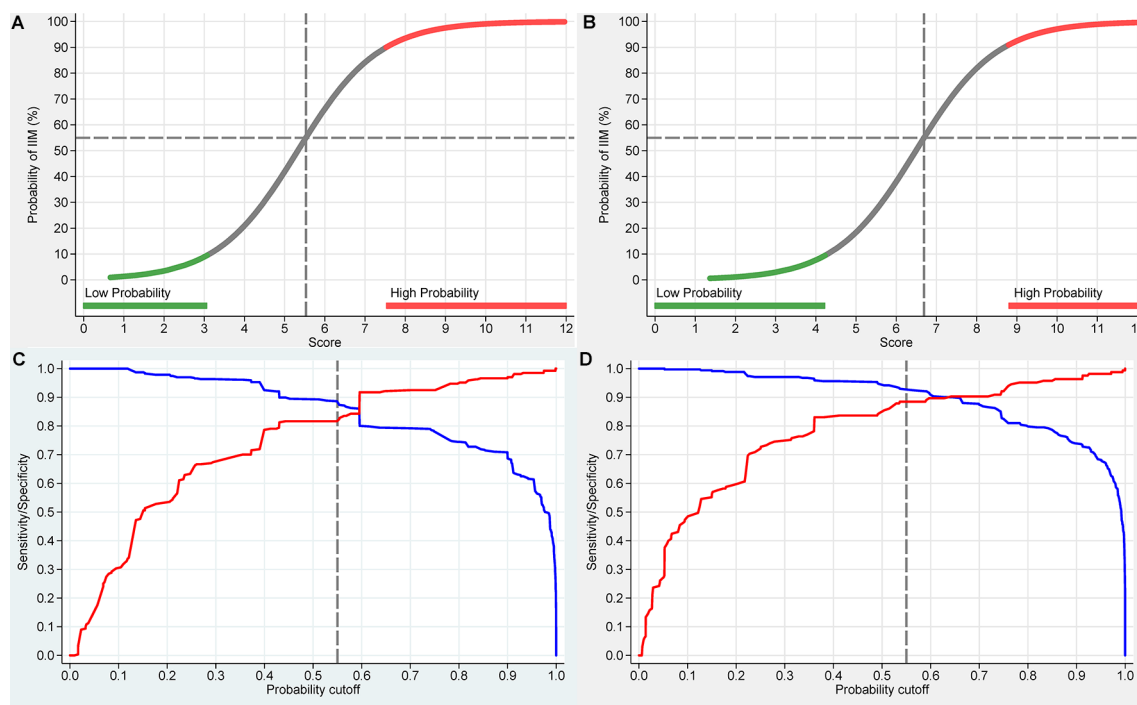 A
100
90
80
70
60
50
40
30
20
10
0
Probability of IIM (%)
Low Probability
High Probability
0 1 2 3 4 5 6 7 8 9 10 11 12
Score
B
100
90
80
70
60
50
40
30
20
10
0
Probability of IIM (%)
Low Probability
High Probability
0 1 2 3 4 5 6 7 8 9 10 11
Score
C
1.0
0.9
0.8
0.7
0.6
0.5
0.4
0.3
0.2
0.1
0.0
Sensitivity/Specificity
0.0 0.1 0.2 0.3 0.4 0.5 0.6 0.7 0.8 0.9 1.0
Probability cutoff
D
1.0
0.9
0.8
0.7
0.6
0.5
0.4
0.3
0.2
0.1
0.0
Sensitivity/Specificity
0.0 0.1 0.2 0.3 0.4 0.5 0.6 0.7 0.8 0.9 1.0
Probability cutoff